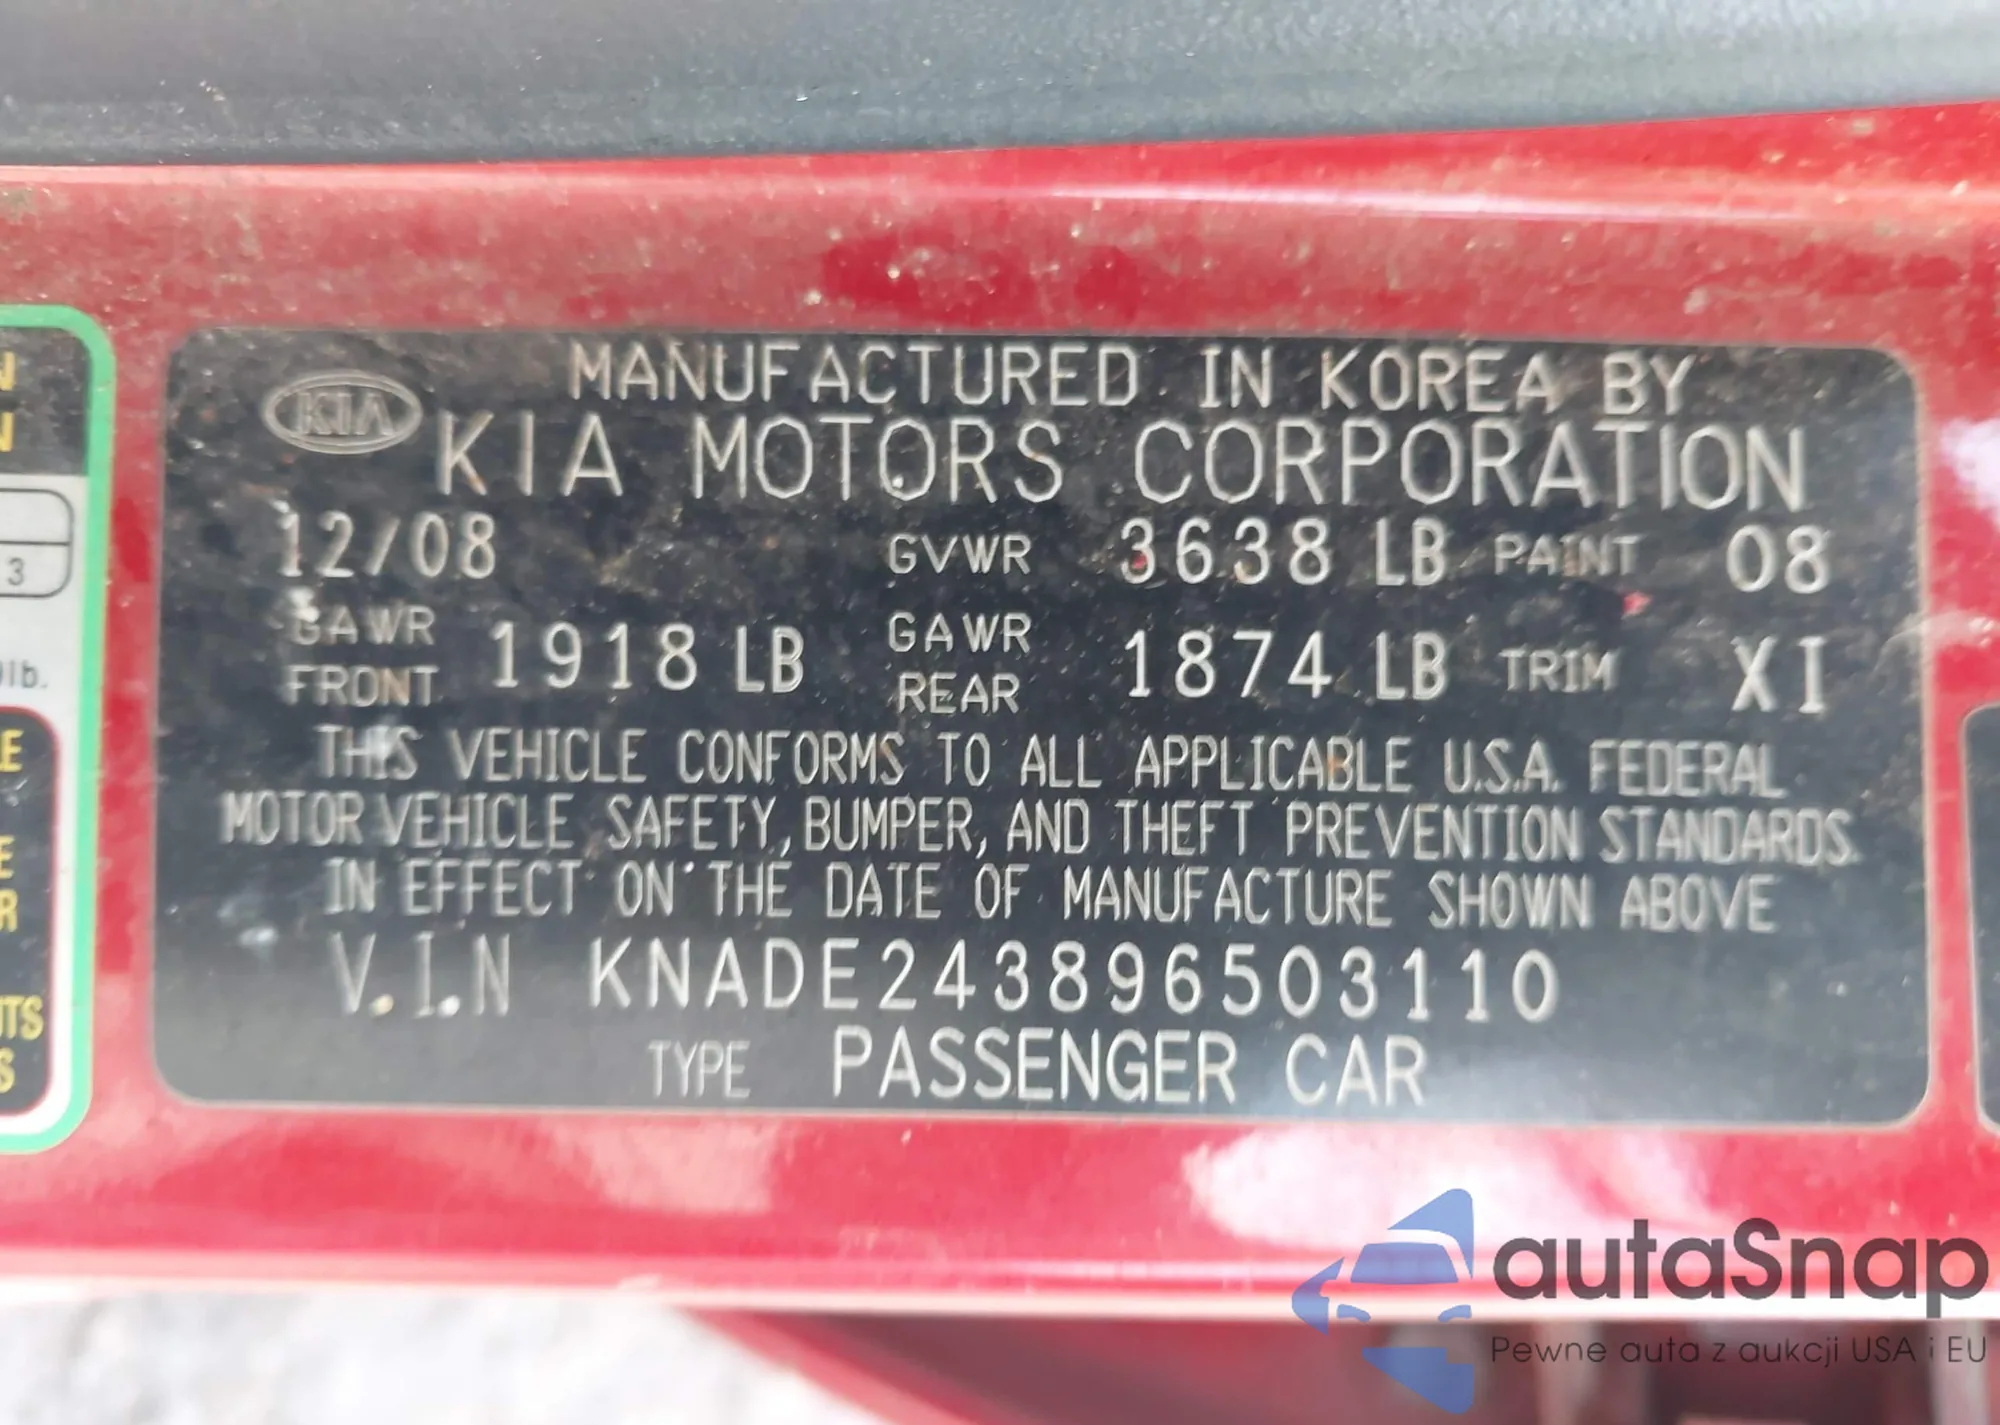 MANUFACTURED IN KOREA BY
KIA KIA MOTORS CORPORATION
12/08 GVWR 3638 LB PAINT 08
GAWR FRONT 1918 LB GAWR REAR 1874 LB TRIM XI
THIS VEHICLE CONFORMS TO ALL APPLICABLE U.S.A. FEDERAL
MOTOR VEHICLE SAFETY, BUMPER, AND THEFT PREVENTION STANDARDS
IN EFFECT ON THE DATE OF MANUFACTURE SHOWN ABOVE
V.I.N KNADE243896503110
TYPE PASSENGER CAR
3
lb.
autaSnap
Pewne auta z aukcji USA i EU